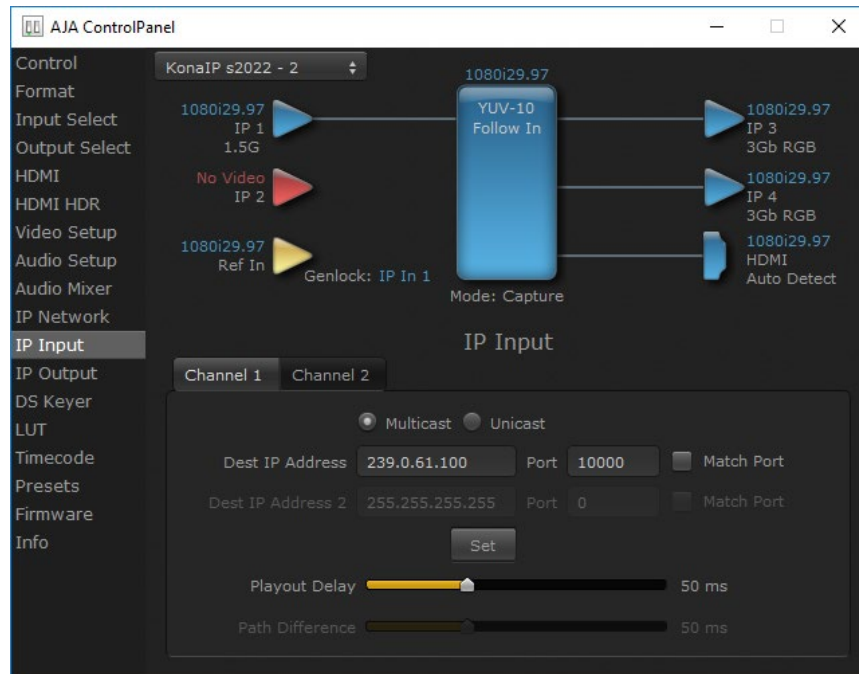 AJA ControlPanel
Control
Format
Input Select
Output Select
HDMI
HDMI HDR
Video Setup
Audio Setup
Audio Mixer
IP Network
IP Input
IP Output
DS Keyer
LUT
Timecode
Presets
Firmware
Info
KonaIP s2022 - 2
1080i29.97
1080i29.97
IP 1
1.5G
No Video
IP 2
1080i29.97
Ref In
Genlock: IP In 1
YUV-10
Follow In
Mode: Capture
1080i29.97
IP 3
3Gb RGB
1080i29.97
IP 4
3Gb RGB
1080i29.97
HDMI
Auto Detect
IP Input
Channel 1 Channel 2
Multicast Unicast
Dest IP Address 239.0.61.100 Port 10000 Match Port
Dest IP Address 2 255.255.255.255 Port 0 Match Port
Set
Playout Delay 50 ms
Path Difference 50 ms